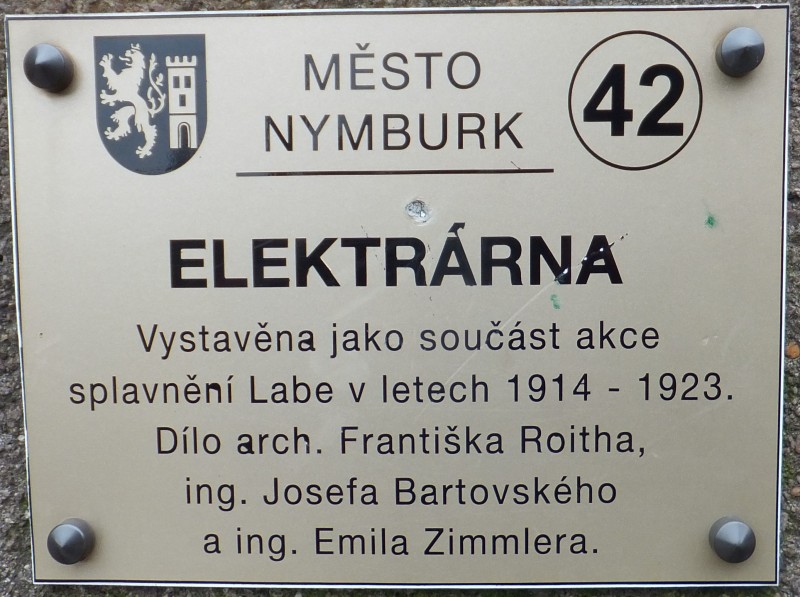 MĚSTO
NYMBURK
42
ELEKTRÁRNA
Vystavěna jako součást akce
splavnění Labe v letech 1914 - 1923.
Dílo arch. Františka Roitha,
ing. Josefa Bartovského
a ing. Emila Zimmlera.